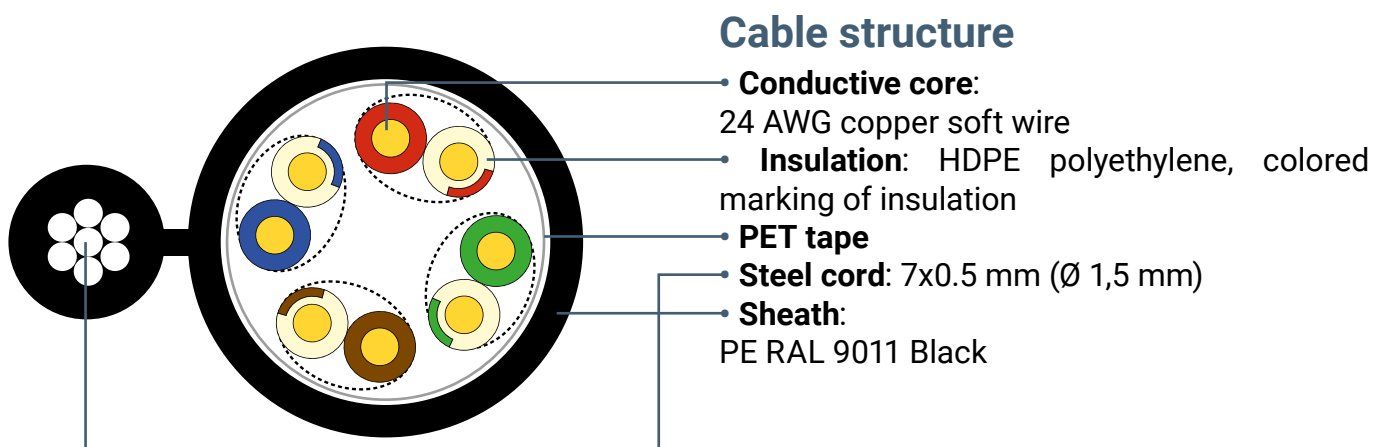 Cable structure
Conductive core:
24 AWG copper soft wire
Insulation: HDPE polyethylene, colored
marking of insulation
PET tape
Steel cord: 7x0.5 mm (Ø 1,5 mm)
Sheath:
PE RAL 9011 Black